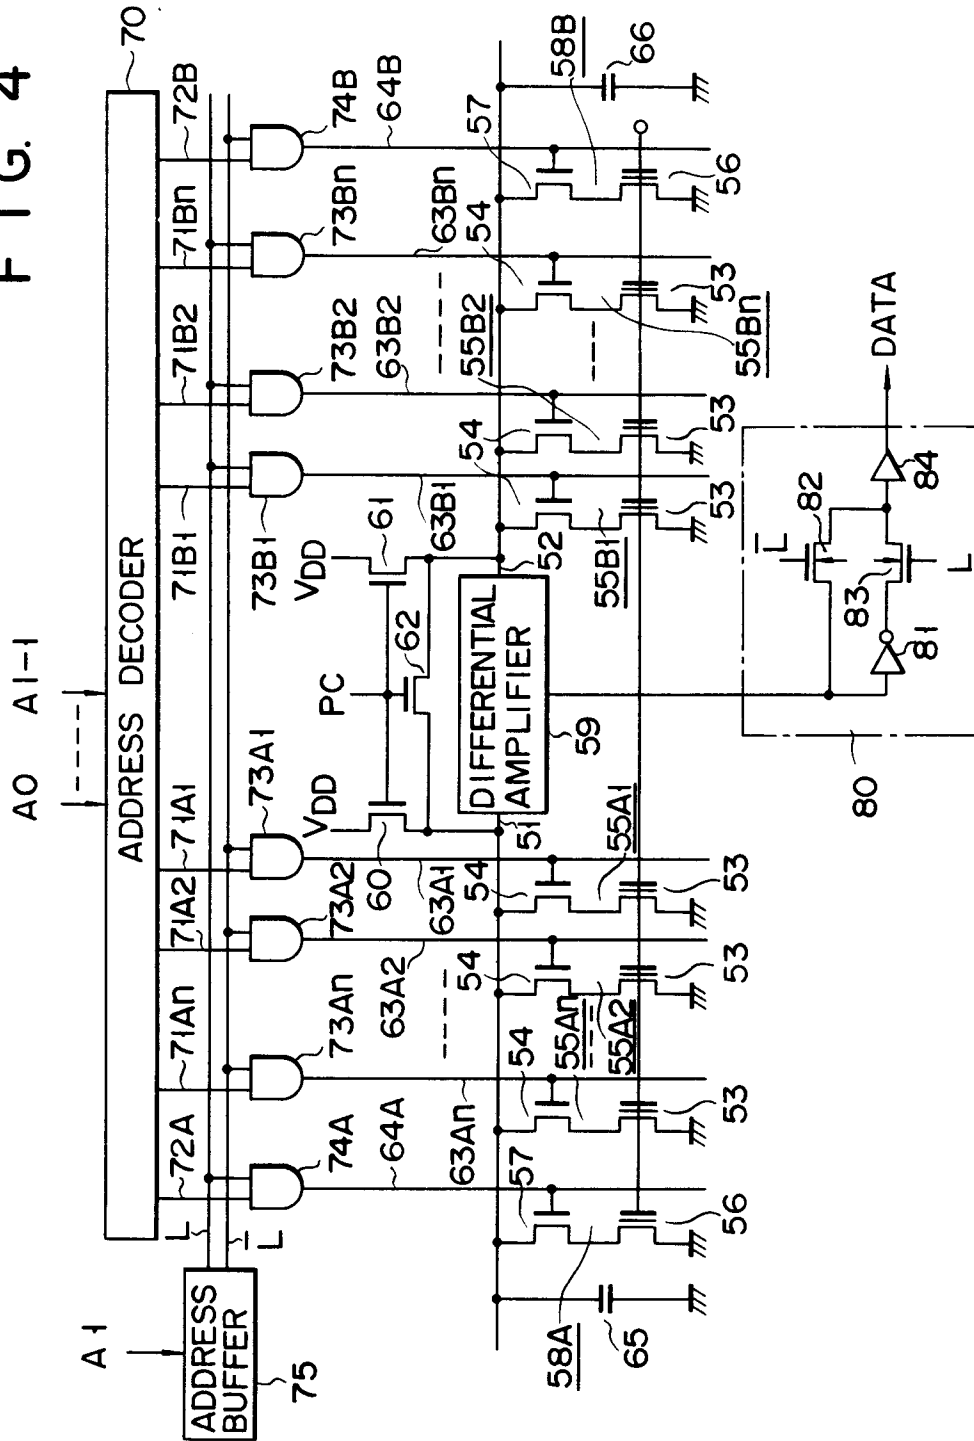 FIG. 4
A0 A1-1
70
ADDRESS DECODER
72A 71An 71A2 71A1 71B1 71B2 71Bn 72B
A1
L
L̅
ADDRESS
BUFFER
75
74A 73An 73A2 73A1 73B1 73B2 73Bn 74B
64A 63An 63A2 63A1 63B1 63B2 63Bn 64B
VDD PC VDD
60 62 61
51 52
DIFFERENTIAL
AMPLIFIER
59
57 54 54 54 54 54 54 57
58A 55An 55A2 55A1 55B1 55B2 55Bn 58B
65 56 53 53 53 53 53 53 56 66
80
L̅
82
83
81
L
84
DATA